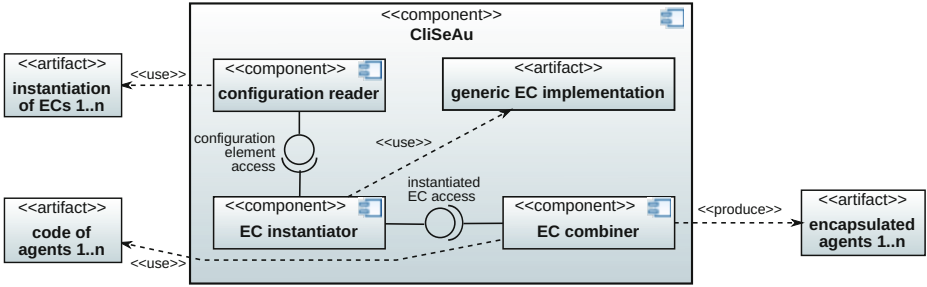 <<component>>
CliSeAu
<<artifact>>
instantiation
of ECs 1..n
<<use>>
<<component>>
configuration reader
<<artifact>>
generic EC implementation
configuration
element
access
<<use>>
instantiated
EC access
<<artifact>>
code of
agents 1..n
<<component>>
EC instantiator
<<component>>
EC combiner
<<produce>>
<<artifact>>
encapsulated
agents 1..n
<<use>>